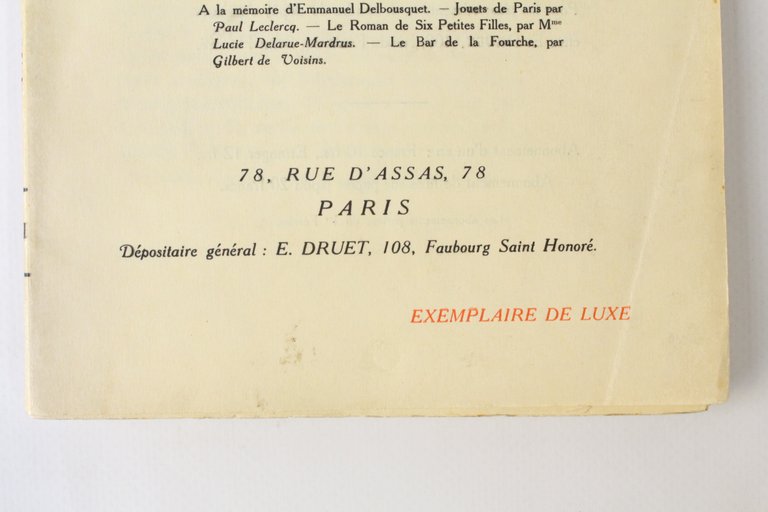 A la mémoire d'Emmanuel Delbousquet. — Jouets de Paris par
Paul Leclercq. — Le Roman de Six Petites Filles, par Mme
Lucie Delarue-Mardrus. — Le Bar de la Fourche, par
Gilbert de Voisins.
78, RUE D'ASSAS, 78
PARIS
Dépositaire général : E. DRUET, 108, Faubourg Saint Honoré.
EXEMPLAIRE DE LUXE